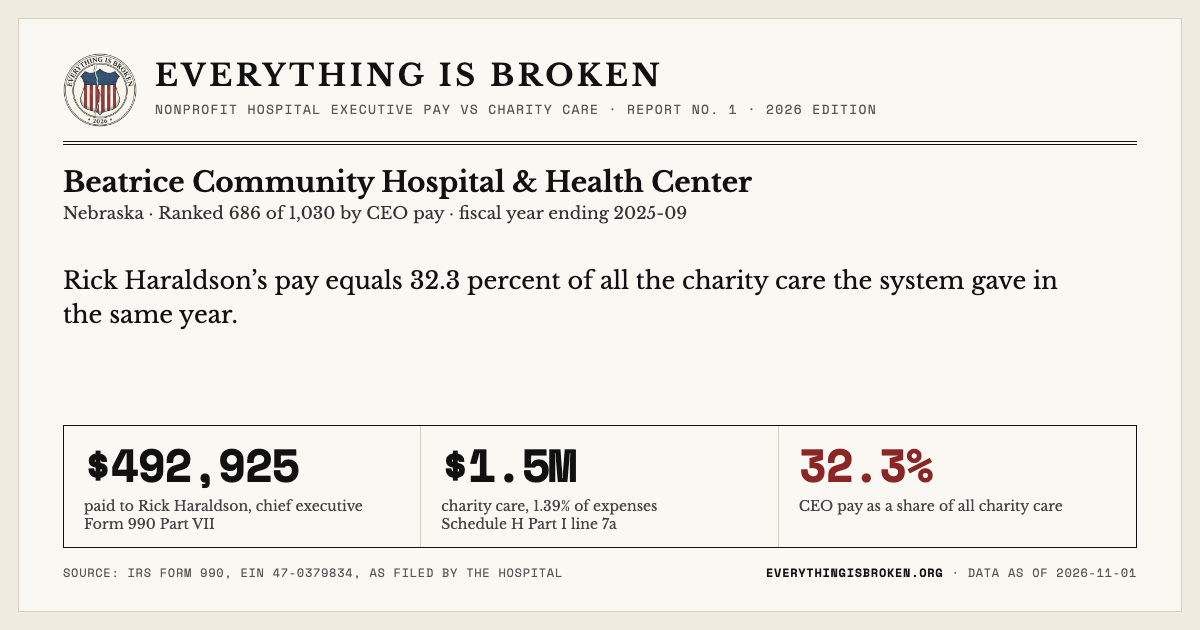 EVERYTHING IS BROKEN
2026
EVERYTHING IS BROKEN
NONPROFIT HOSPITAL EXECUTIVE PAY VS CHARITY CARE · REPORT NO. 1 · 2026 EDITION
Beatrice Community Hospital & Health Center
Nebraska · Ranked 686 of 1,030 by CEO pay · fiscal year ending 2025-09
Rick Haraldson’s pay equals 32.3 percent of all the charity care the system gave in
the same year.
$492,925
paid to Rick Haraldson, chief executive
Form 990 Part VII
$1.5M
charity care, 1.39% of expenses
Schedule H Part I line 7a
32.3%
CEO pay as a share of all charity care
SOURCE: IRS FORM 990, EIN 47-0379834, AS FILED BY THE HOSPITAL
EVERYTHINGISBROKEN.ORG · DATA AS OF 2026-11-01